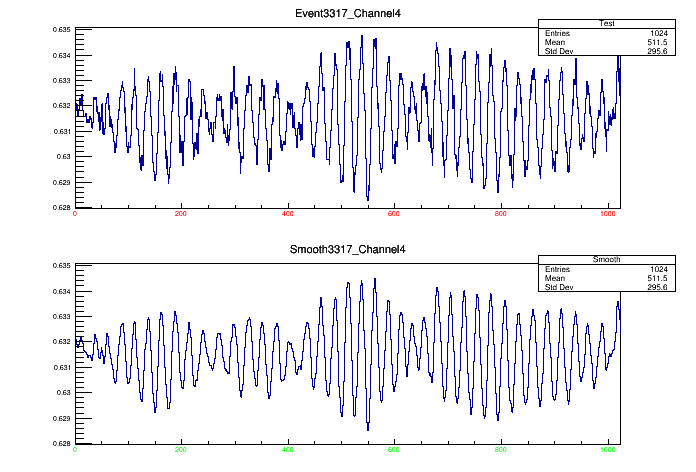 Event3317_Channel4
Test
Entries 1024
Mean 511.5
Std Dev 295.6
0.635
0.634
0.633
0.632
0.631
0.63
0.629
0.628
0 200 400 600 800 1000
Smooth3317_Channel4
Smooth
Entries 1024
Mean 511.5
Std Dev 295.6
0.635
0.634
0.633
0.632
0.631
0.63
0.629
0.628
0 200 400 600 800 1000